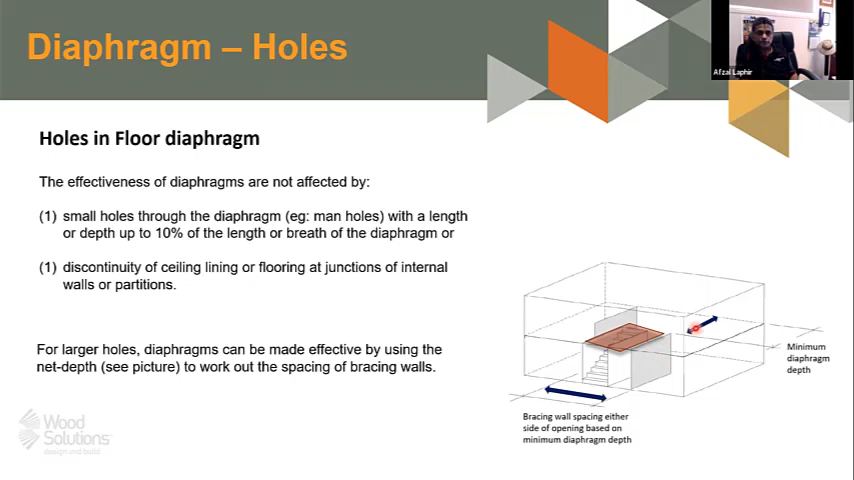 Diaphragm – Holes
Afzal Laphir
Holes in Floor diaphragm
The effectiveness of diaphragms are not affected by:
(1) small holes through the diaphragm (eg: man holes) with a length
or depth up to 10% of the length or breath of the diaphragm or
(1) discontinuity of ceiling lining or flooring at junctions of internal
walls or partitions.
For larger holes, diaphragms can be made effective by using the
net-depth (see picture) to work out the spacing of bracing walls.
Minimum
diaphragm
depth
Bracing wall spacing either
side of opening based on
minimum diaphragm depth
Wood
Solutions
design and build